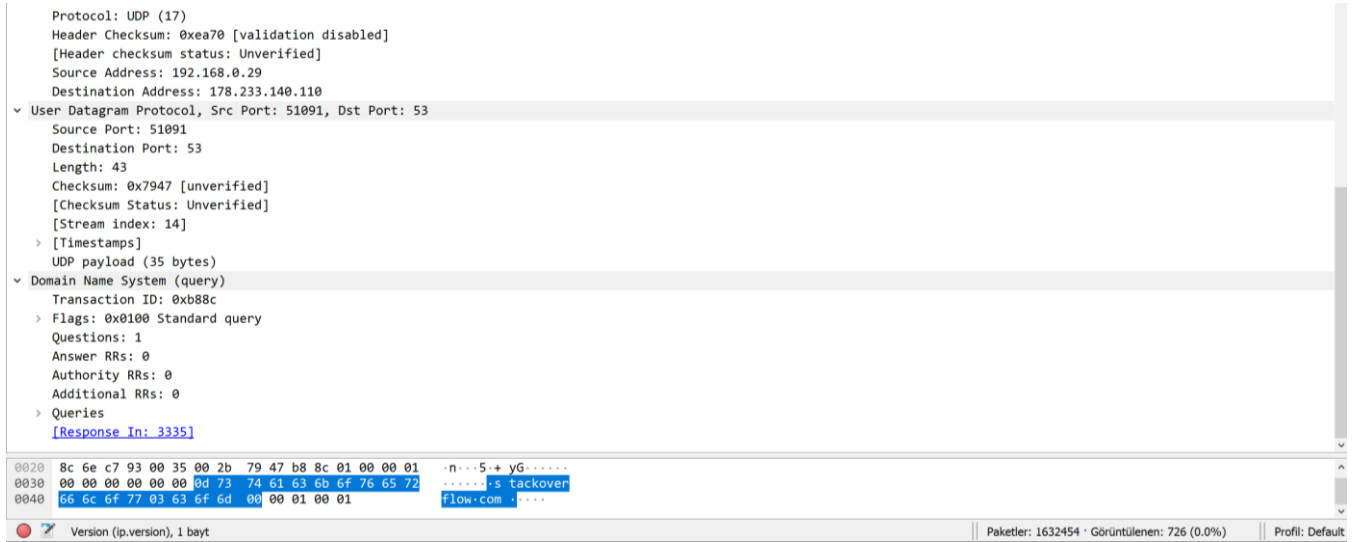 Protocol: UDP (17)
Header Checksum: 0xea70 [validation disabled]
[Header checksum status: Unverified]
Source Address: 192.168.0.29
Destination Address: 178.233.140.110
User Datagram Protocol, Src Port: 51091, Dst Port: 53
Source Port: 51091
Destination Port: 53
Length: 43
Checksum: 0x7947 [unverified]
[Checksum Status: Unverified]
[Stream index: 14]
[Timestamps]
UDP payload (35 bytes)
Domain Name System (query)
Transaction ID: 0xb88c
Flags: 0x0100 Standard query
Questions: 1
Answer RRs: 0
Authority RRs: 0
Additional RRs: 0
Queries
[Response In: 3335]
0020 8c 6e c7 93 00 35 00 2b 79 47 b8 8c 01 00 00 01 ·n···5·+ yG······
0030 00 00 00 00 00 00 0d 73 74 61 63 6b 6f 76 65 72 ·······s tackover
0040 66 6c 6f 77 03 63 6f 6d 00 00 01 00 01 flow·com ·····
Version (ip.version), 1 bayt Paketler: 1632454 · Görüntülenen: 726 (0.0%) Profil: Default